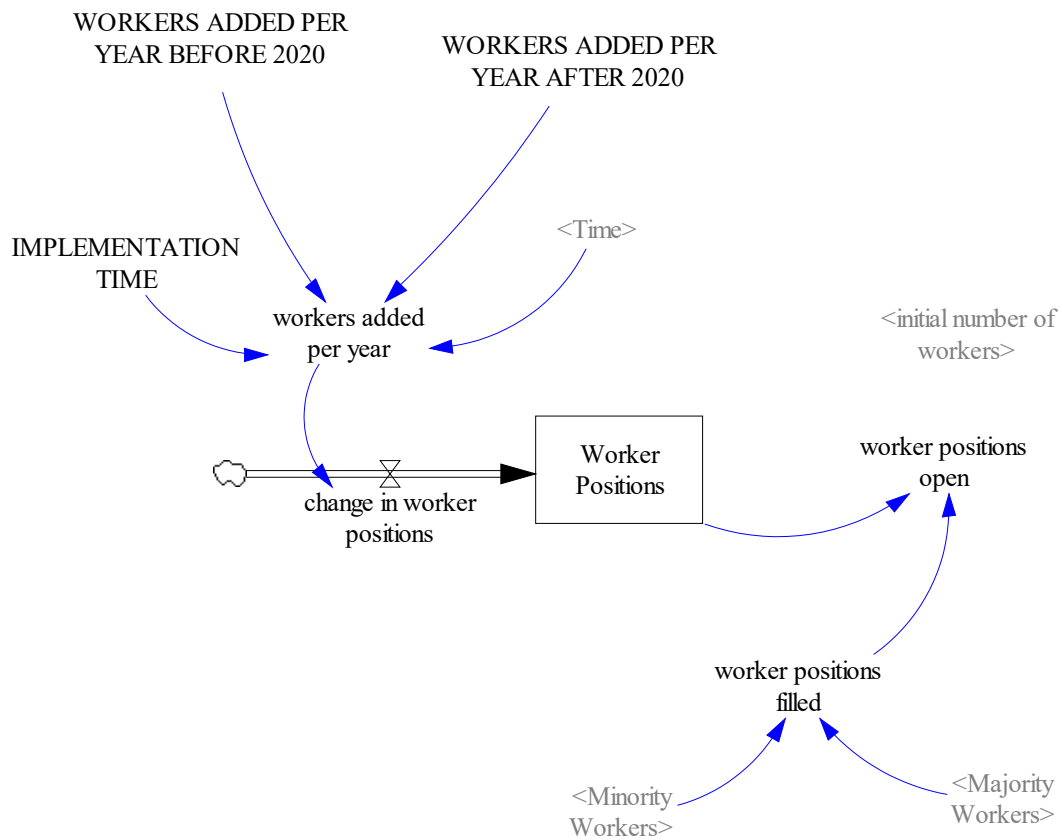 WORKERS ADDED PER
YEAR BEFORE 2020
WORKERS ADDED PER
YEAR AFTER 2020
<Time>
IMPLEMENTATION
TIME
workers added
per year
<initial number of
workers>
Worker
Positions
worker positions
open
change in worker
positions
worker positions
filled
<Minority
Workers>
<Majority
Workers>